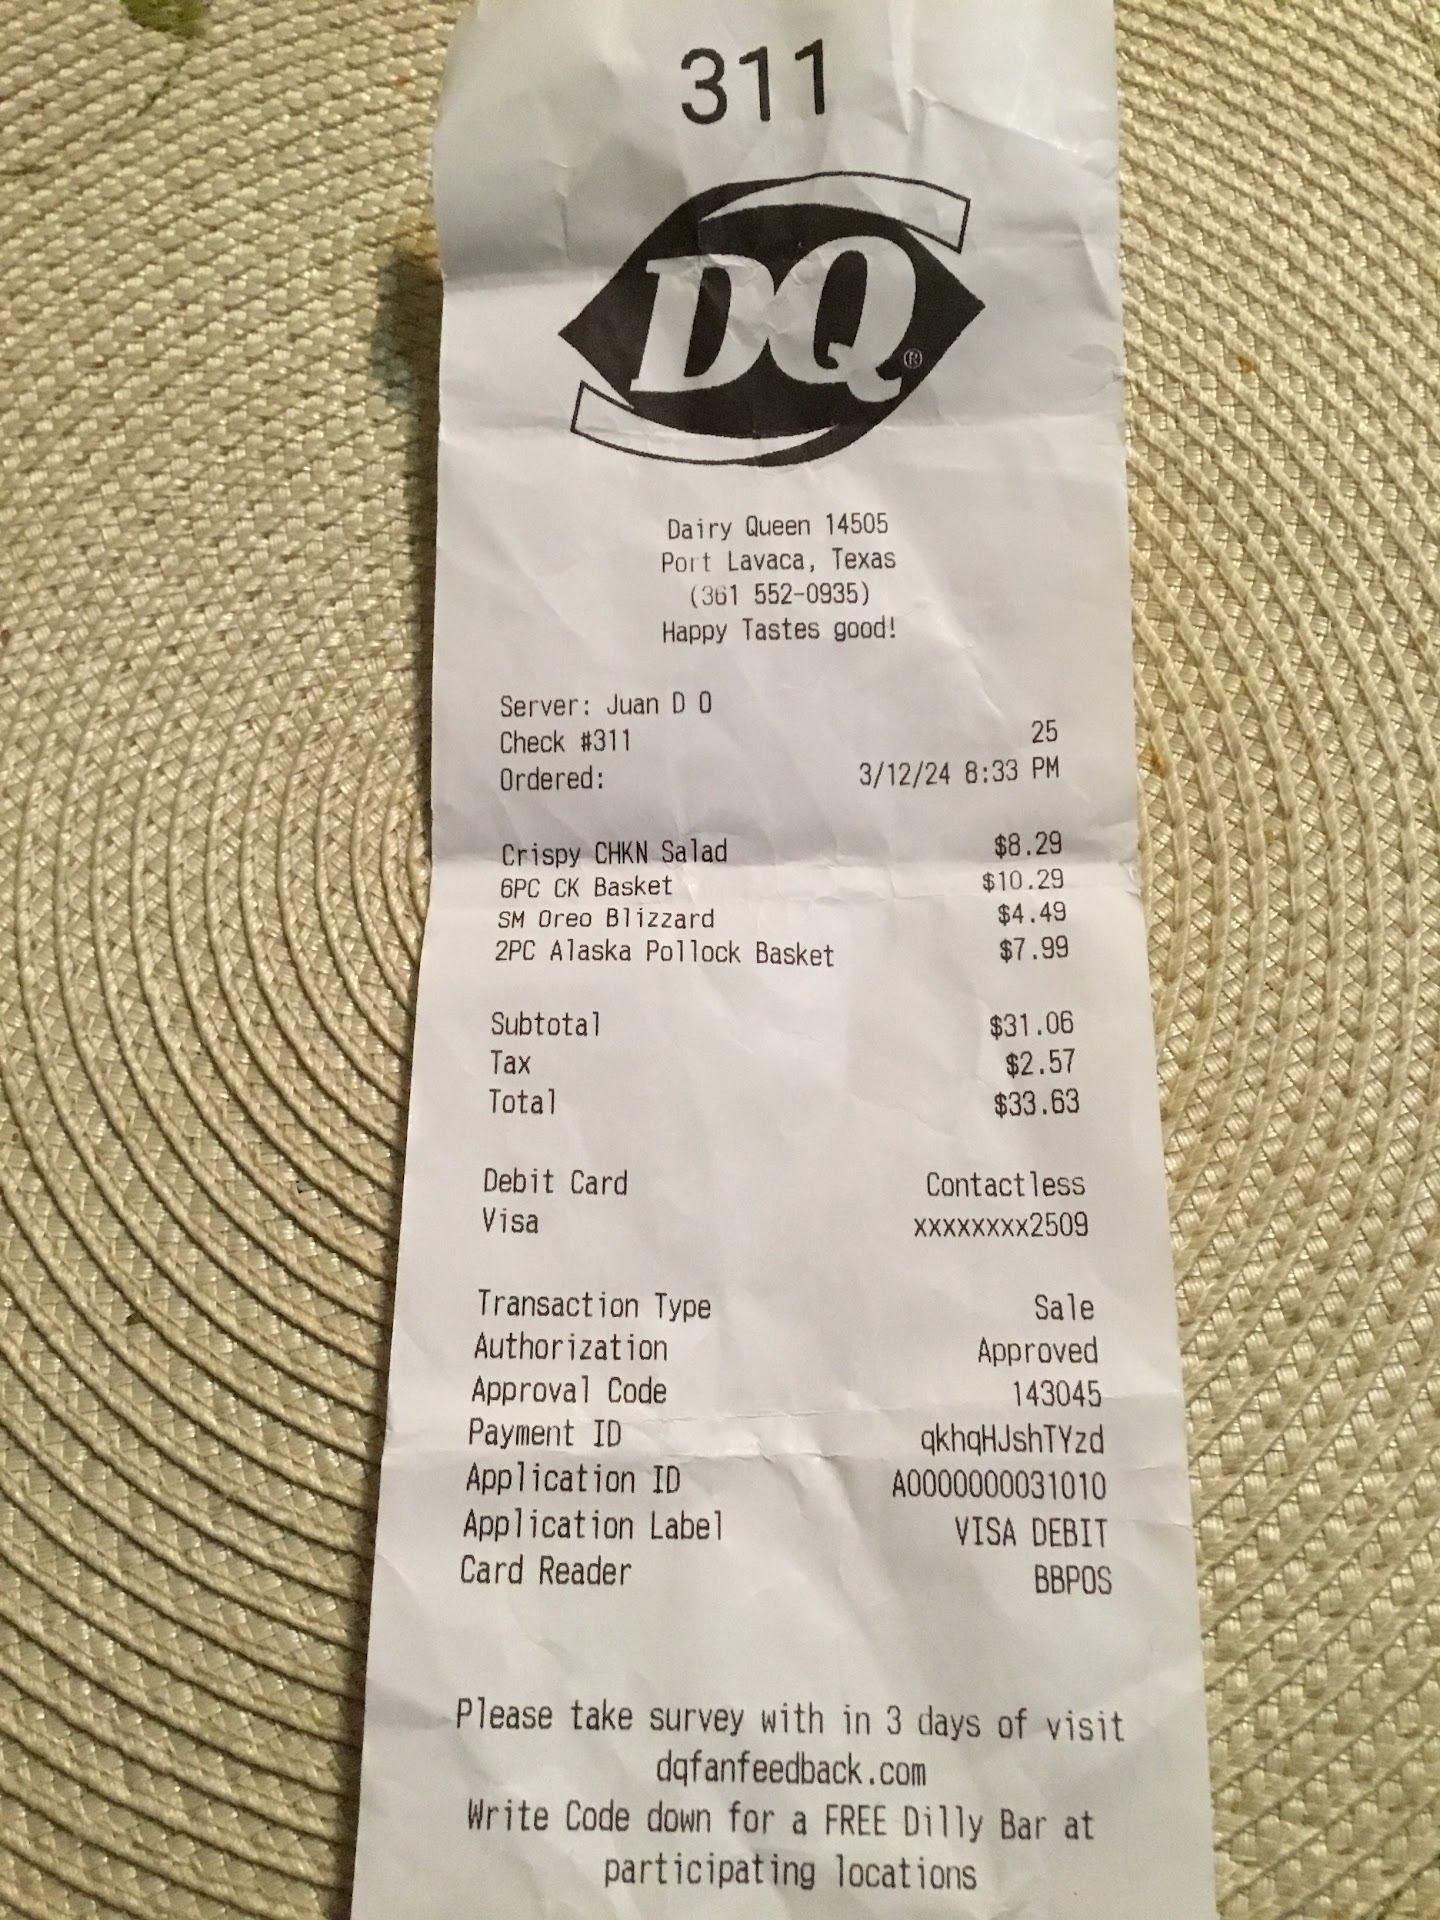 311
DQ®
Dairy Queen 14505
Port Lavaca, Texas
(361 552-0935)
Happy Tastes good!
Server: Juan D O
Check #311 25
Ordered: 3/12/24 8:33 PM
Crispy CHKN Salad $8.29
6PC CK Basket $10.29
SM Oreo Blizzard $4.49
2PC Alaska Pollock Basket $7.99
Subtotal $31.06
Tax $2.57
Total $33.63
Debit Card Contactless
Visa xxxxxxxx2509
Transaction Type Sale
Authorization Approved
Approval Code 143045
Payment ID qkhqHJshTYzd
Application ID A0000000031010
Application Label VISA DEBIT
Card Reader BBPOS
Please take survey with in 3 days of visit
dqfanfeedback.com
Write Code down for a FREE Dilly Bar at
participating locations